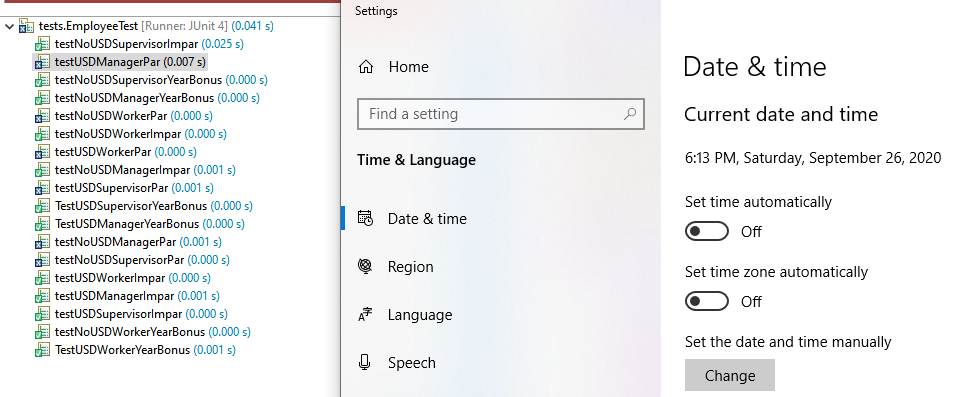 tests.EmployeeTest [Runner: JUnit 4] (0.041 s)
testNoUSDSupervisorImpar (0.025 s)
testUSDManagerPar (0.007 s)
testNoUSDSupervisorYearBonus (0.000 s)
testNoUSDManagerYearBonus (0.000 s)
testNoUSDWorkerPar (0.000 s)
testNoUSDWorkerImpar (0.000 s)
testUSDWorkerPar (0.000 s)
testNoUSDManagerImpar (0.001 s)
testUSDSupervisorPar (0.001 s)
TestUSDSupervisorYearBonus (0.000 s)
TestUSDManagerYearBonus (0.000 s)
testNoUSDManagerPar (0.001 s)
testNoUSDSupervisorPar (0.000 s)
testUSDWorkerImpar (0.000 s)
testUSDManagerImpar (0.001 s)
testUSDSupervisorImpar (0.000 s)
testNoUSDWorkerYearBonus (0.000 s)
TestUSDWorkerYearBonus (0.001 s)
Settings
Home
Find a setting
Time & Language
Date & time
Region
Language
Speech
Date & time
Current date and time
6:13 PM, Saturday, September 26, 2020
Set time automatically
Off
Set time zone automatically
Off
Set the date and time manually
Change